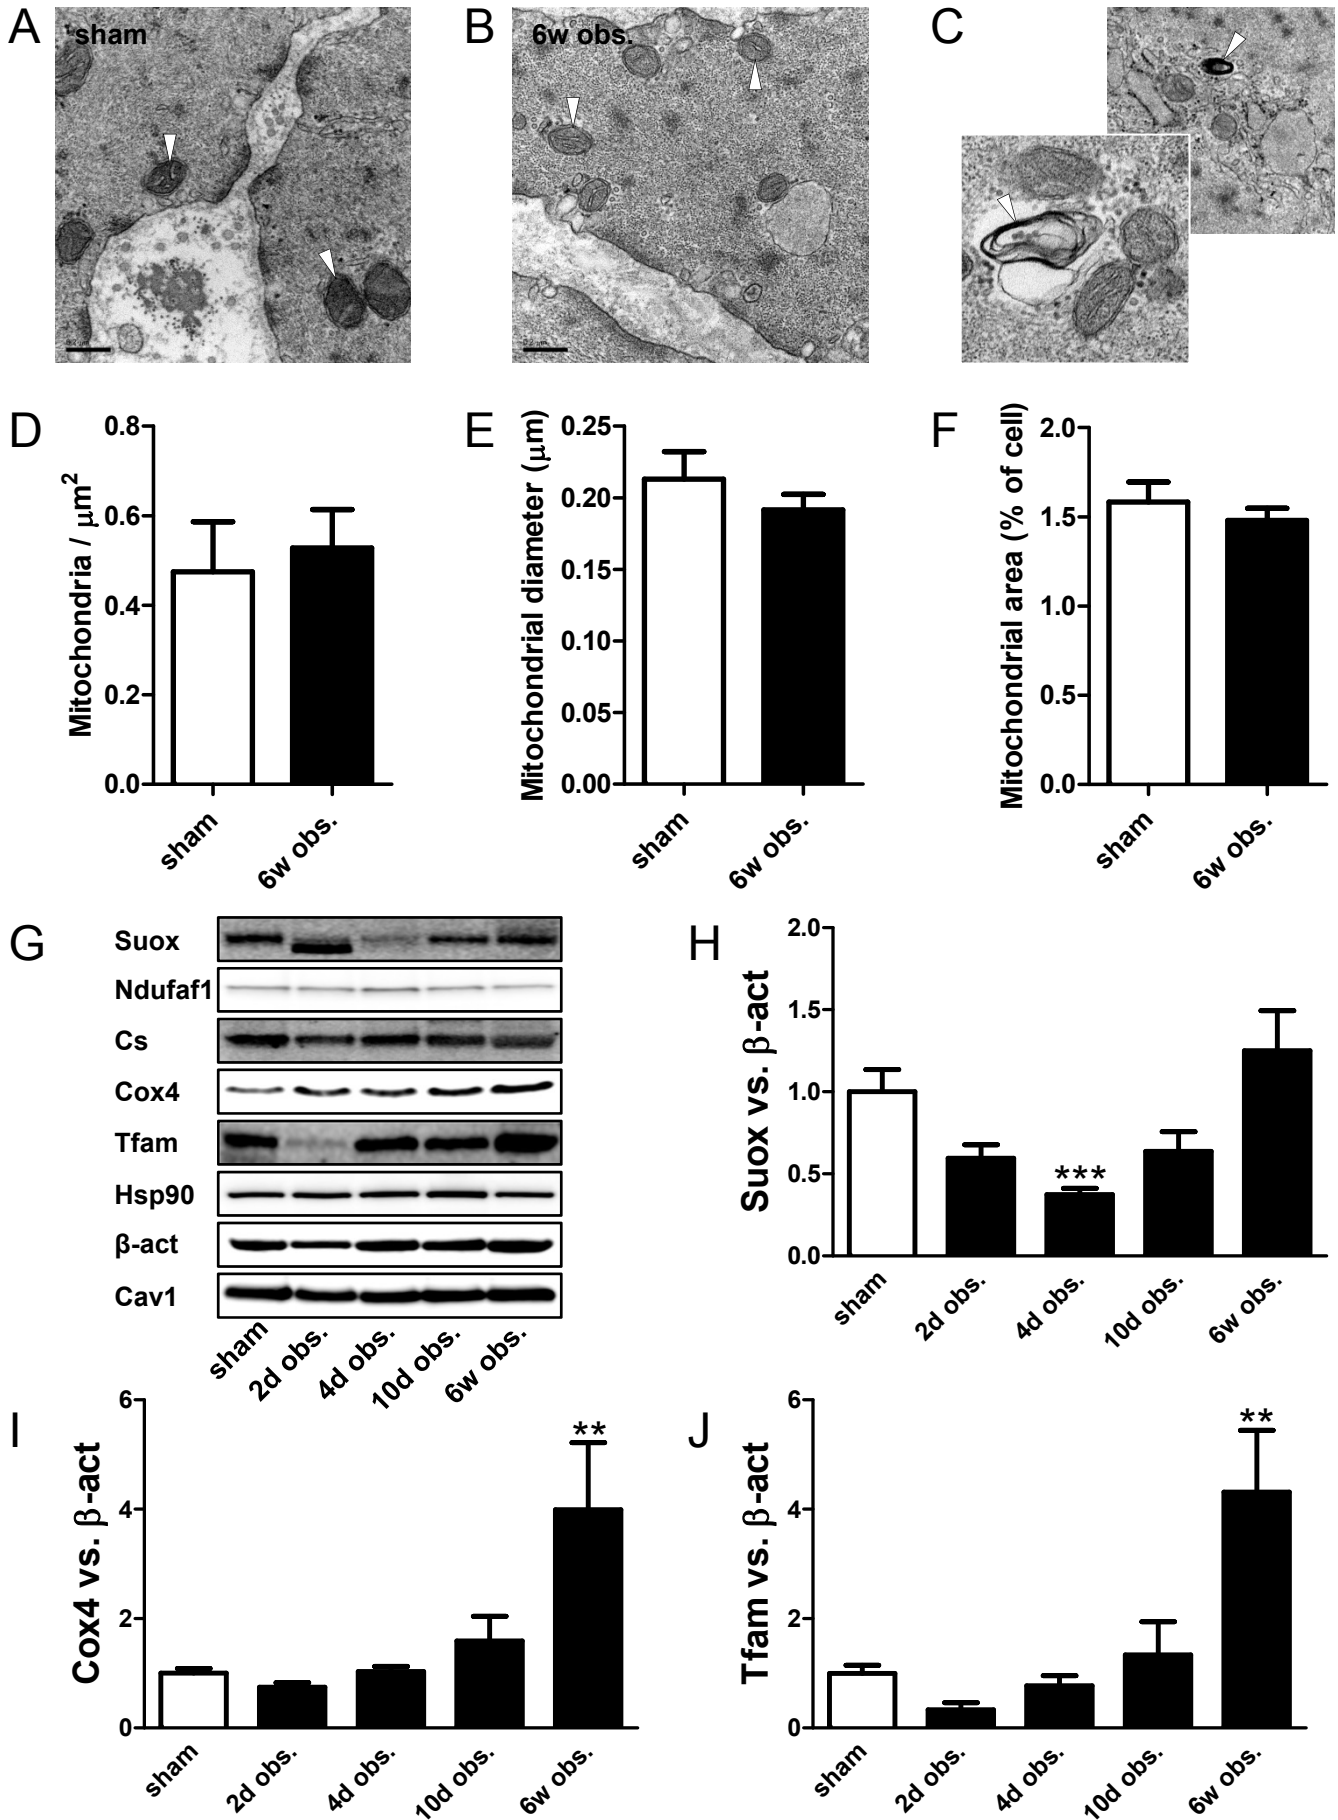 A
sham
B
6w obs.
C
0.2 µm
D
Mitochondria / μm²
0.8
0.6
0.4
0.2
0.0
sham
6w obs.
E
Mitochondrial diameter (μm)
0.25
0.20
0.15
0.10
0.05
0.00
sham
6w obs.
F
Mitochondrial area (% of cell)
2.0
1.5
1.0
0.5
0.0
sham
6w obs.
G
Suox
Ndufaf1
Cs
Cox4
Tfam
Hsp90
β-act
Cav1
sham
2d obs.
4d obs.
10d obs.
6w obs.
H
Suox vs. β-act
2.0
1.5
1.0
0.5
0.0
***
sham
2d obs.
4d obs.
10d obs.
6w obs.
I
Cox4 vs. β-act
6
4
2
0
**
sham
2d obs.
4d obs.
10d obs.
6w obs.
J
Tfam vs. β-act
6
4
2
0
**
sham
2d obs.
4d obs.
10d obs.
6w obs.